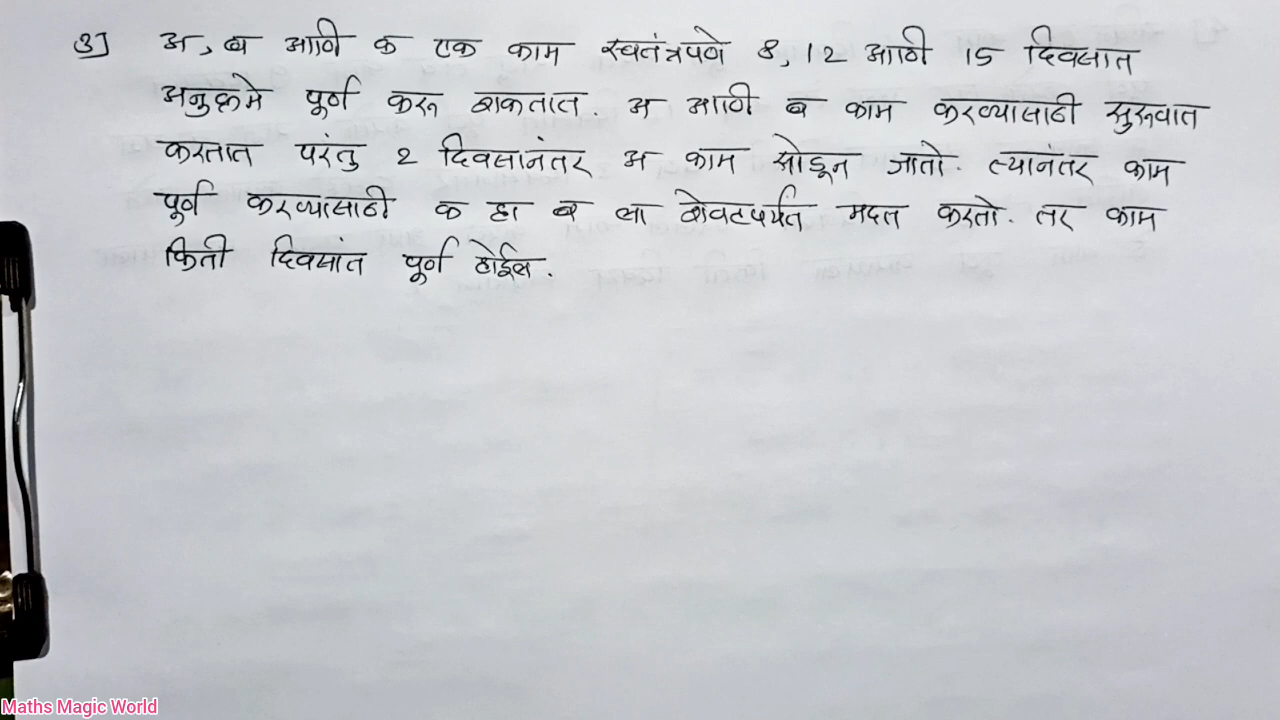 3] अ, ब आणि क एक काम स्वतंत्रपणे 8, 12 आणी 15 दिवसात
अनुक्रमे पूर्ण करू शकतात. अ आणी ब काम करण्यासाठी सुरूवात
करतात परंतु 2 दिवसानंतर अ काम सोडून जातो. त्यानंतर काम
पूर्ण करण्यासाठी क हा ब ला शेवटपर्यंत मदत करतो. तर काम
किती दिवसांत पूर्ण होईल.
Maths Magic World